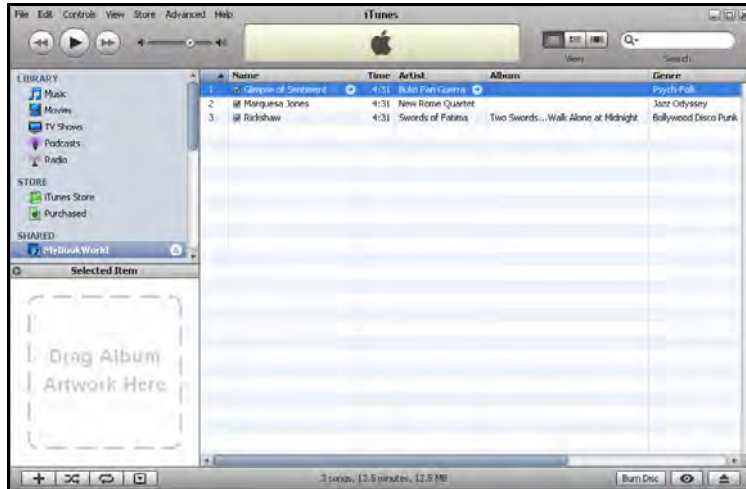 File Edit Controls View Store Advanced Help iTunes
View Search
LIBRARY
Music
Movies
TV Shows
Podcasts
Radio
STORE
iTunes Store
Purchased
SHARED
MyBookWorld
Selected Item
Drag Album
Artwork Here
Name Time Artist Album Genre
1 Glimpse of Sentiment 4:31 Guerra Psych-Folk
2 Marquesa Jones 4:31 New Rome Quartet Jazz Odyssey
3 Rickshaw 4:31 Swords of Fatima Two Swords...Walk Alone at Midnight Bollywood Disco Punk
3 songs, 13.6 minutes, 12.5 MB Burn Disc